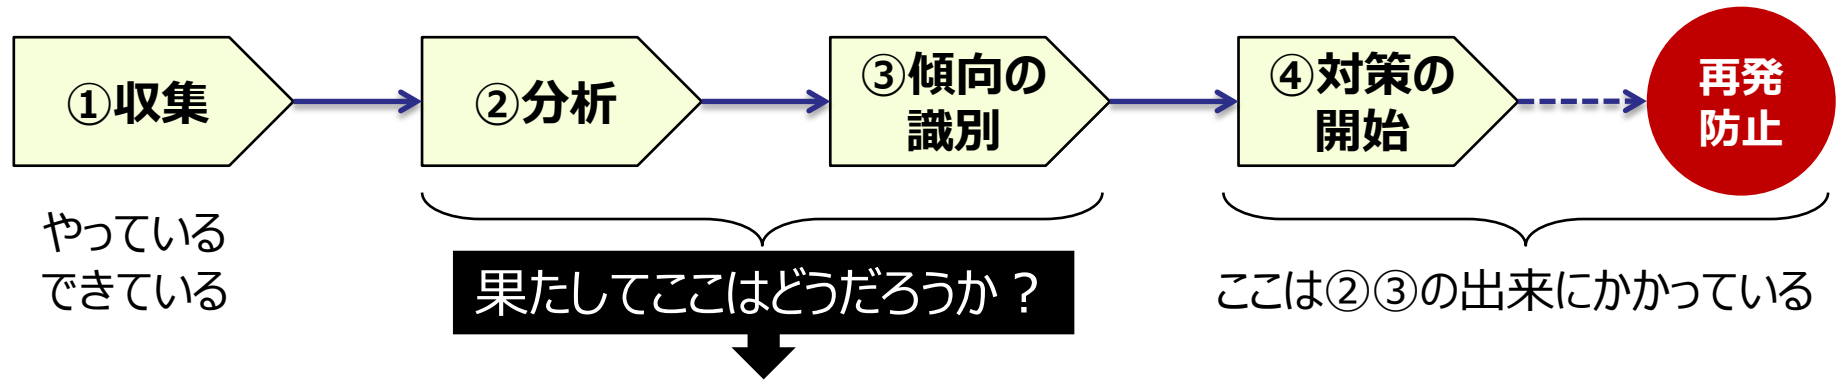 ①収集
②分析
③傾向の
識別
④対策の
開始
再発
防止
やっている
できている
果たしてここはどうだろうか？
ここは②③の出来にかかっている